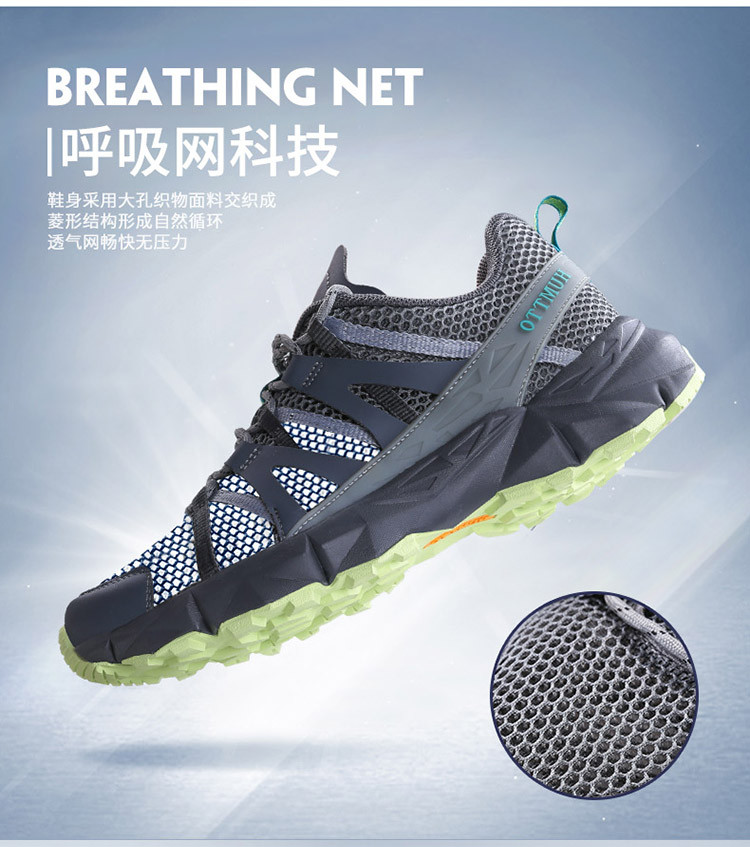 BREATHING NET
呼吸网科技
鞋身采用大孔织物面料交织成
菱形结构形成自然循环
透气网畅快无压力
OTTMUH